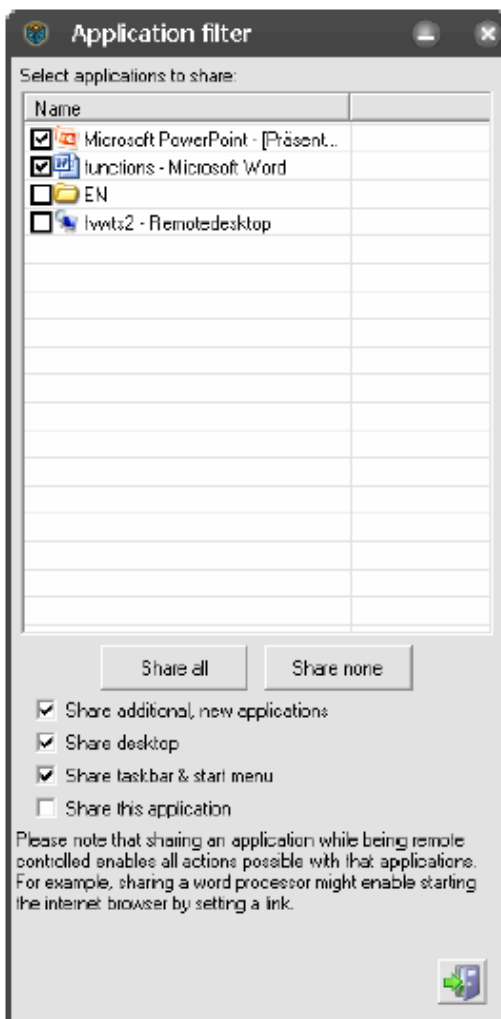 Application filter
Select applications to share:
Name
Microsoft PowerPoint - [Präsent...
functions - Microsoft Word
EN
lvwts2 - Remotedesktop
Share all
Share none
Share additional, new applications
Share desktop
Share taskbar & start menu
Share this application
Please note that sharing an application while being remote
controlled enables all actions possible with that applications.
For example, sharing a word processor might enable starting
the internet browser by setting a link.